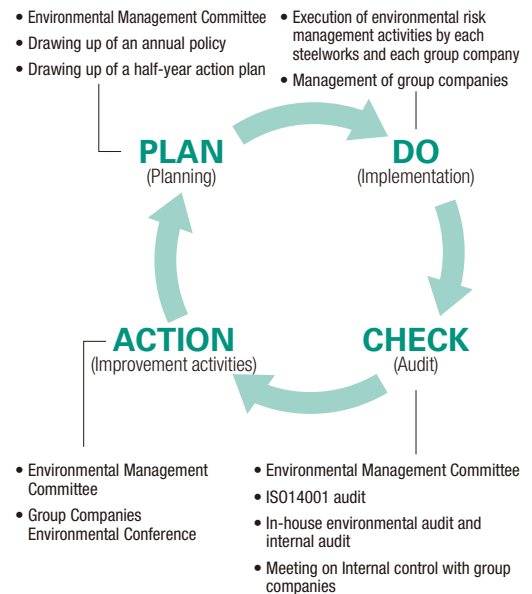 • Environmental Management Committee
• Drawing up of an annual policy
• Drawing up of a half-year action plan
• Execution of environmental risk
management activities by each
steelworks and each group company
• Management of group companies
PLAN
(Planning)
DO
(Implementation)
ACTION
(Improvement activities)
CHECK
(Audit)
• Environmental Management
Committee
• Group Companies
Environmental Conference
• Environmental Management Committee
• ISO14001 audit
• In-house environmental audit and
internal audit
• Meeting on Internal control with group
companies